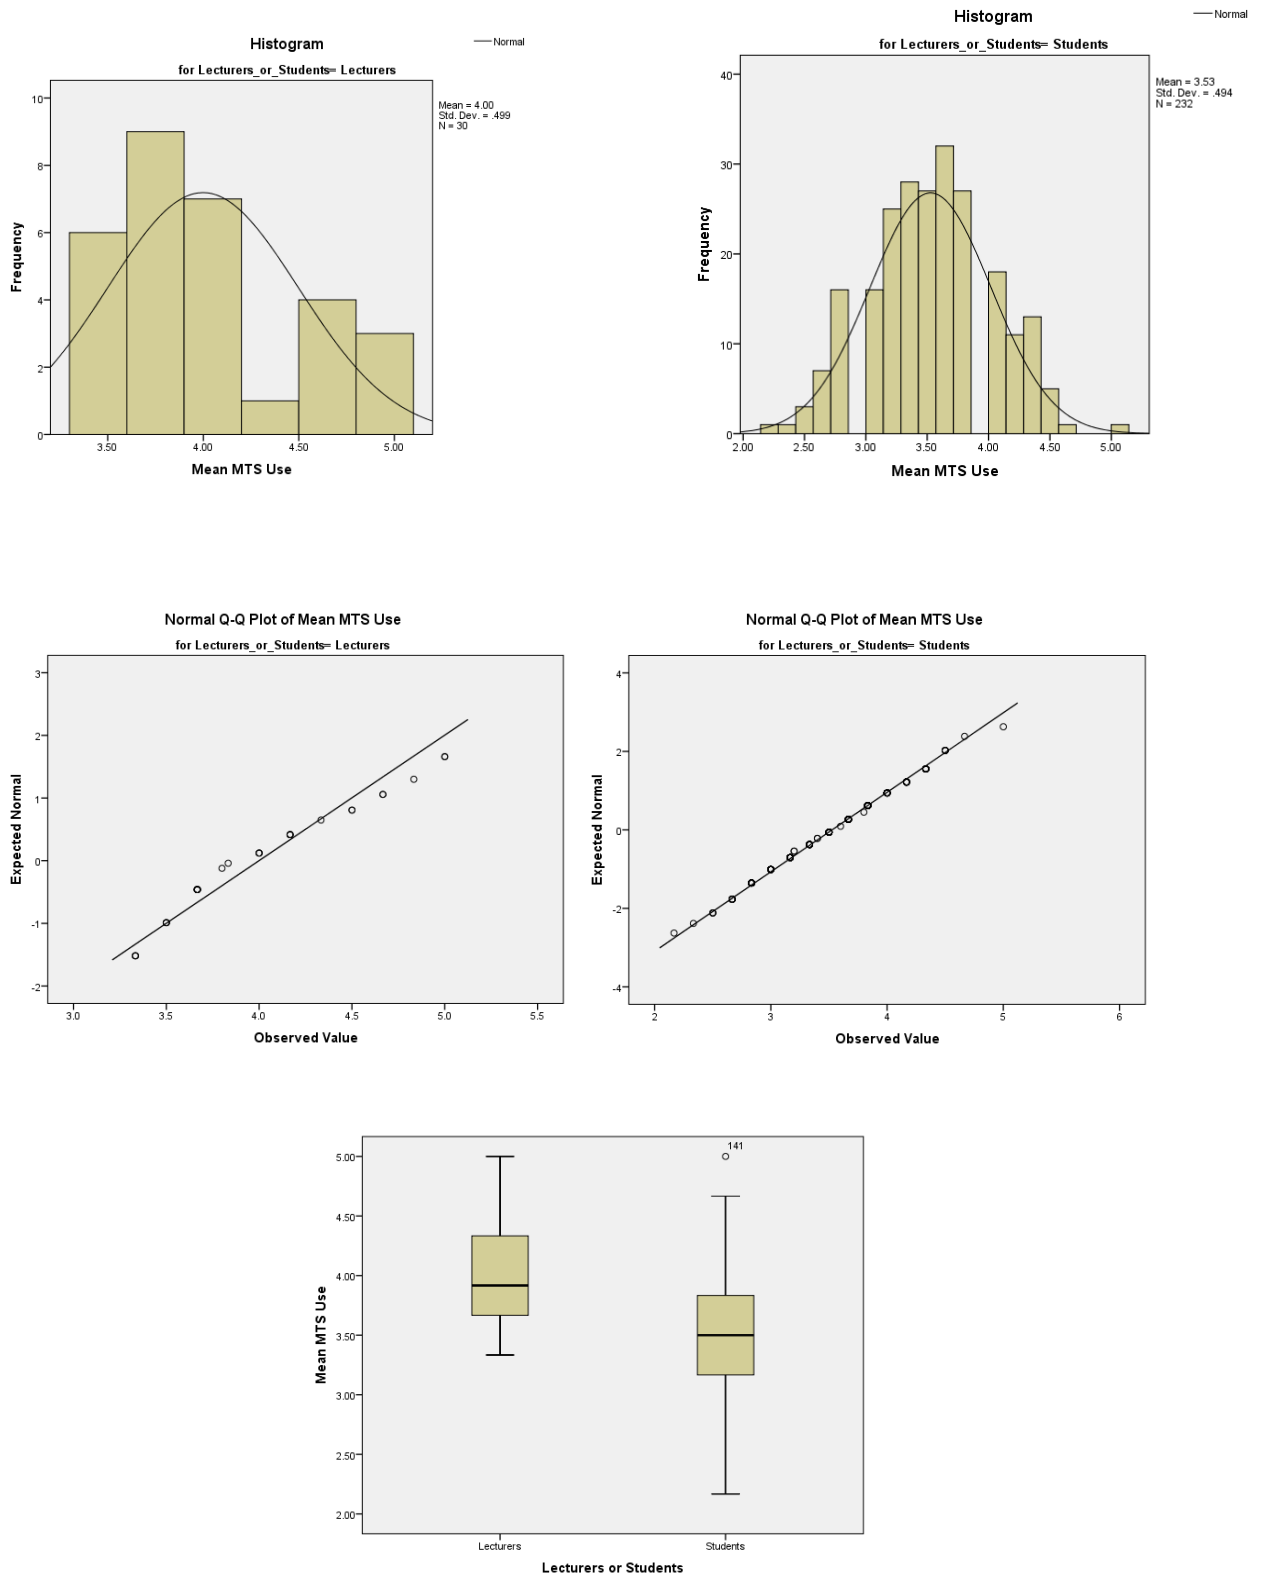 Histogram
Normal
for Lecturers_or_Students= Lecturers
Mean = 4.00
Std. Dev. = .499
N = 30
10
8
6
4
2
0
Frequency
3.50 4.00 4.50 5.00
Mean MTS Use
Histogram
Normal
for Lecturers_or_Students= Students
Mean = 3.53
Std. Dev. = .494
N = 232
40
30
20
10
0
Frequency
2.00 2.50 3.00 3.50 4.00 4.50 5.00
Mean MTS Use
Normal Q-Q Plot of Mean MTS Use
for Lecturers_or_Students= Lecturers
3
2
1
0
-1
-2
Expected Normal
3.0 3.5 4.0 4.5 5.0 5.5
Observed Value
Normal Q-Q Plot of Mean MTS Use
for Lecturers_or_Students= Students
4
2
0
-2
-4
Expected Normal
2 3 4 5 6
Observed Value
141
5.00
4.50
4.00
3.50
3.00
2.50
2.00
Mean MTS Use
Lecturers Students
Lecturers or Students